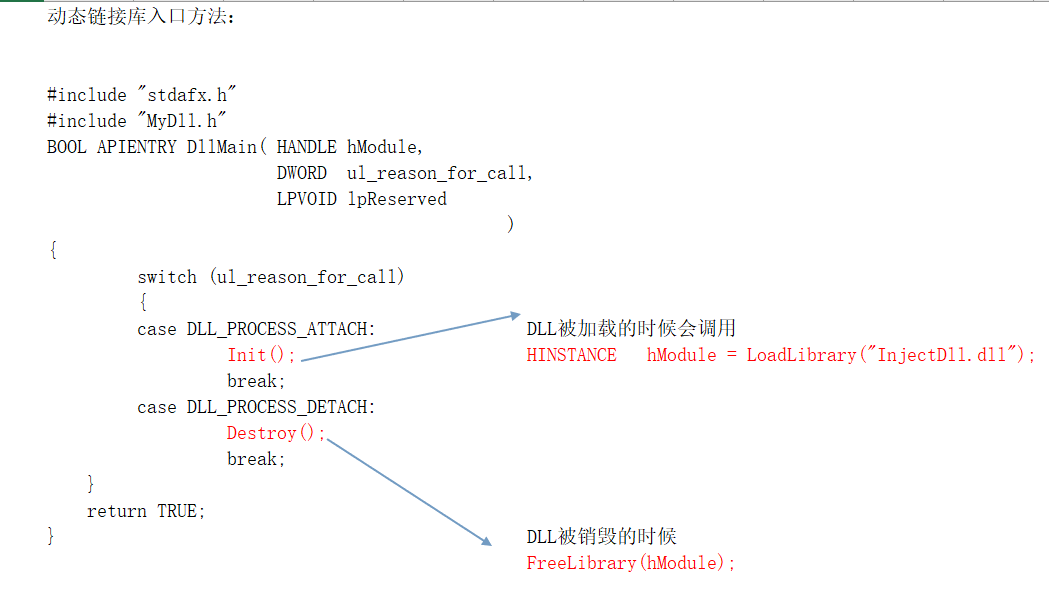 动态链接库入口方法：
#include "stdafx.h"
#include "MyDll.h"
BOOL APIENTRY DllMain( HANDLE hModule,
DWORD  ul_reason_for_call,
LPVOID lpReserved
)
{
switch (ul_reason_for_call)
{
case DLL_PROCESS_ATTACH:
Init();
break;
case DLL_PROCESS_DETACH:
Destroy();
break;
}
return TRUE;
}
DLL被加载的时候会调用
HINSTANCE   hModule = LoadLibrary("InjectDll.dll");
DLL被销毁的时候
FreeLibrary(hModule);